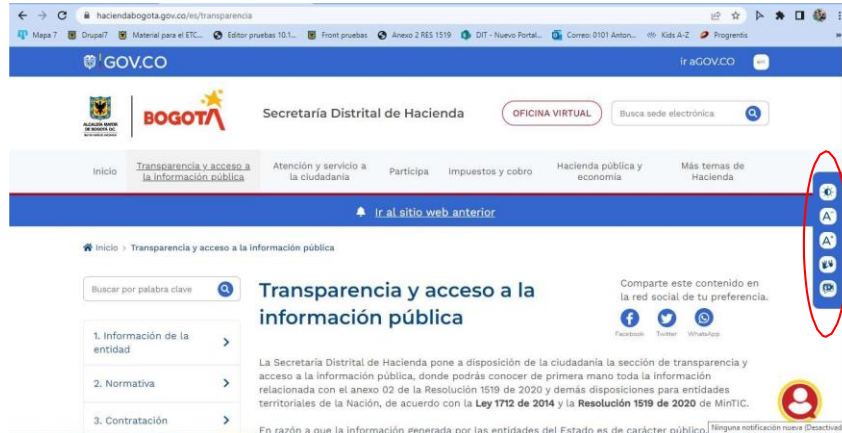 haciendabogota.gov.co/es/transparencia
Mapa 7 Drupal7 Material para el ETC... Editor pruebas 10.1... Front pruebas Anexo 2 RES 1519 DIT - Nuevo Portal... Correo: 0101 Anton... Kids A-Z Progrentis
GOV.CO ir aGOV.CO
ALCALDÍA MAYOR
DE BOGOTÁ D.C.
BOGOTÁ Secretaría Distrital de Hacienda OFICINA VIRTUAL Busca sede electrónica
Inicio Transparencia y acceso a Atención y servicio a Participa Impuestos y cobro Hacienda pública y Más temas de
la información pública la ciudadanía economía Hacienda
Ir al sitio web anterior
Inicio > Transparencia y acceso a la información pública
Buscar por palabra clave
Transparencia y acceso a la
información pública
Comparte este contenido en
la red social de tu preferencia.
Facebook Twitter WhatsApp
1. Información de la
entidad
2. Normativa
3. Contratación
La Secretaría Distrital de Hacienda pone a disposición de la ciudadanía la sección de transparencia y
acceso a la información pública, donde podrás conocer de primera mano toda la información
relacionada con el anexo 02 de la Resolución 1519 de 2020 y demás disposiciones para entidades
territoriales de la Nación, de acuerdo con la Ley 1712 de 2014 y la Resolución 1519 de 2020 de MinTIC.
En razón a que la información generada por las entidades del Estado es de carácter público,
Ninguna notificación nueva (Desactivad